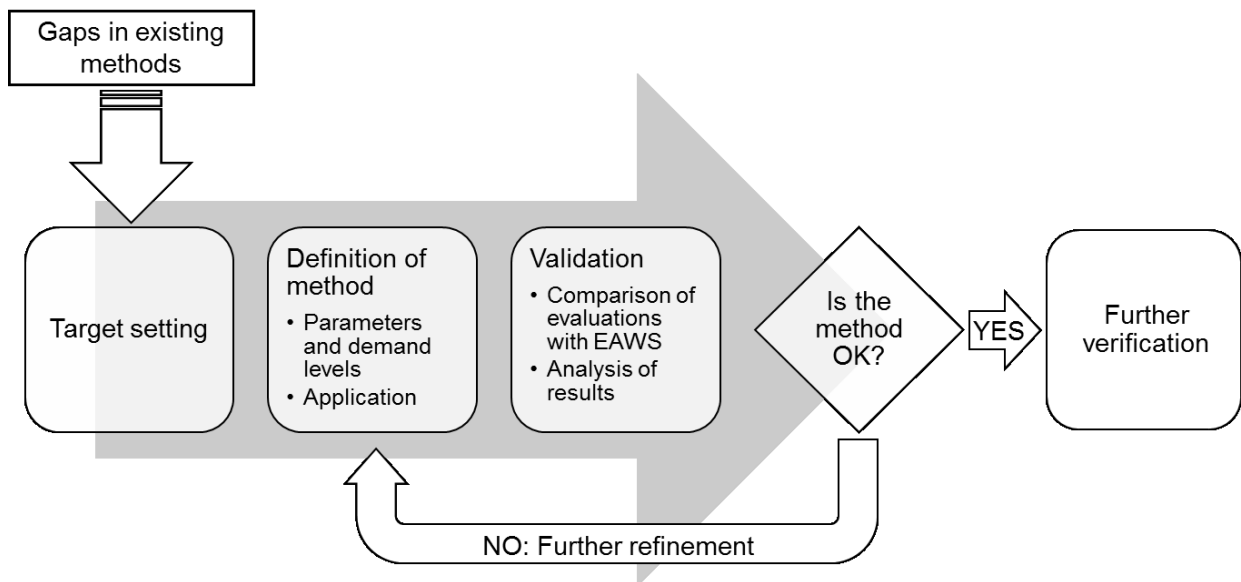 Gaps in existing
methods
Target setting
Definition of
method
• Parameters
and demand
levels
• Application
Validation
• Comparison of
evaluations
with EAWS
• Analysis of
results
Is the
method
OK?
YES
Further
verification
NO: Further refinement